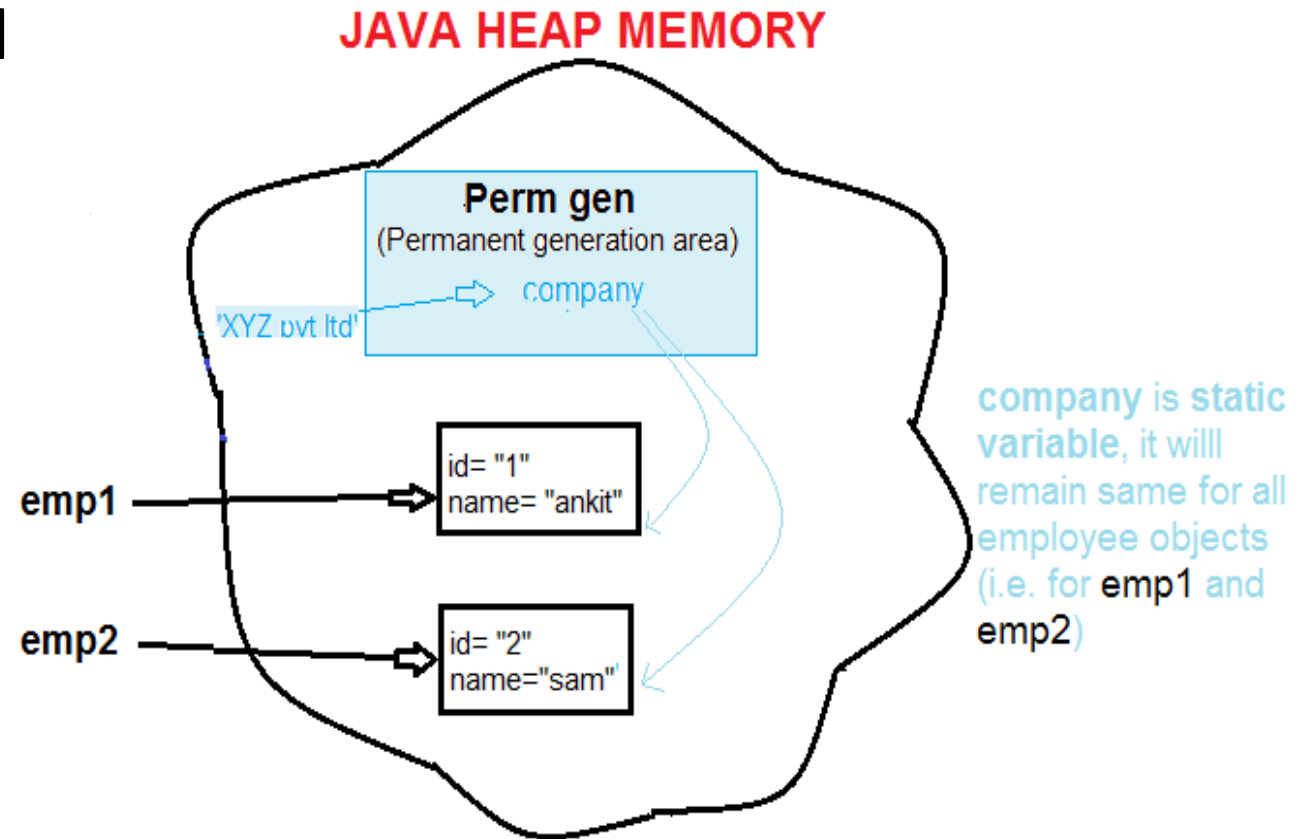 JAVA HEAP MEMORY
Perm gen
(Permanent generation area)
company
'XYZ pvt ltd'
emp1
id= "1"
name= "ankit"
emp2
id= "2"
name="sam"
company is static
variable, it willl
remain same for all
employee objects
(i.e. for emp1 and
emp2)